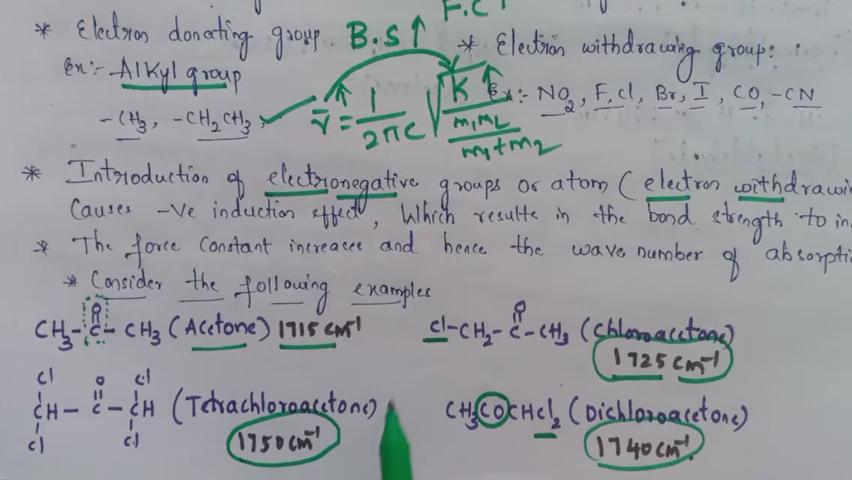 F.C↑
* Electron donating group. B.S↑ * Electron withdrawing group:
Ex:- Alkyl group
Ex:- NO2, F, Cl, Br, I, CO, -CN
-CH3, -CH2CH3,
ν̄↑ = 1/2πc √K↑/(m1m2/m1+m2)
* Introduction of electronegative groups or atom (electron withdrawin
Causes -Ve induction effect, Which results in the bond strength to in
* The force Constant increases and hence the wave number of absorpti
* Consider the following examples
CH3-C(=O)-CH3 (Acetone) 1715 cm-1
cl-CH2-C(=O)-CH3 (Chloroacetone)
1725 cm-1
cl o cl
CH - C - CH (Tetrachloroacetone)
cl cl
1750 cm-1
CH3COCHCl2 (Dichloroacetone)
1740 cm-1